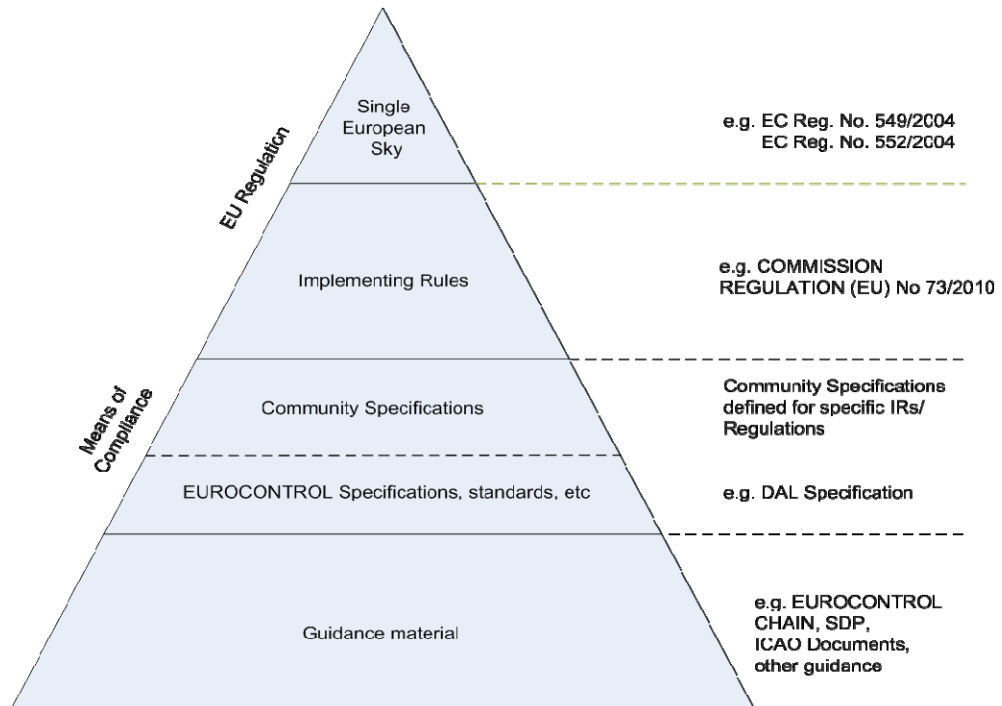 Single
European
Sky
e.g. EC Reg. No. 549/2004
EC Reg. No. 552/2004
EU Regulation
Implementing Rules
e.g. COMMISSION
REGULATION (EU) No 73/2010
Means of
Compliance
Community Specifications
Community Specifications
defined for specific IRs/
Regulations
EUROCONTROL Specifications, standards, etc
e.g. DAL Specification
Guidance material
e.g. EUROCONTROL
CHAIN, SDP,
ICAO Documents,
other guidance